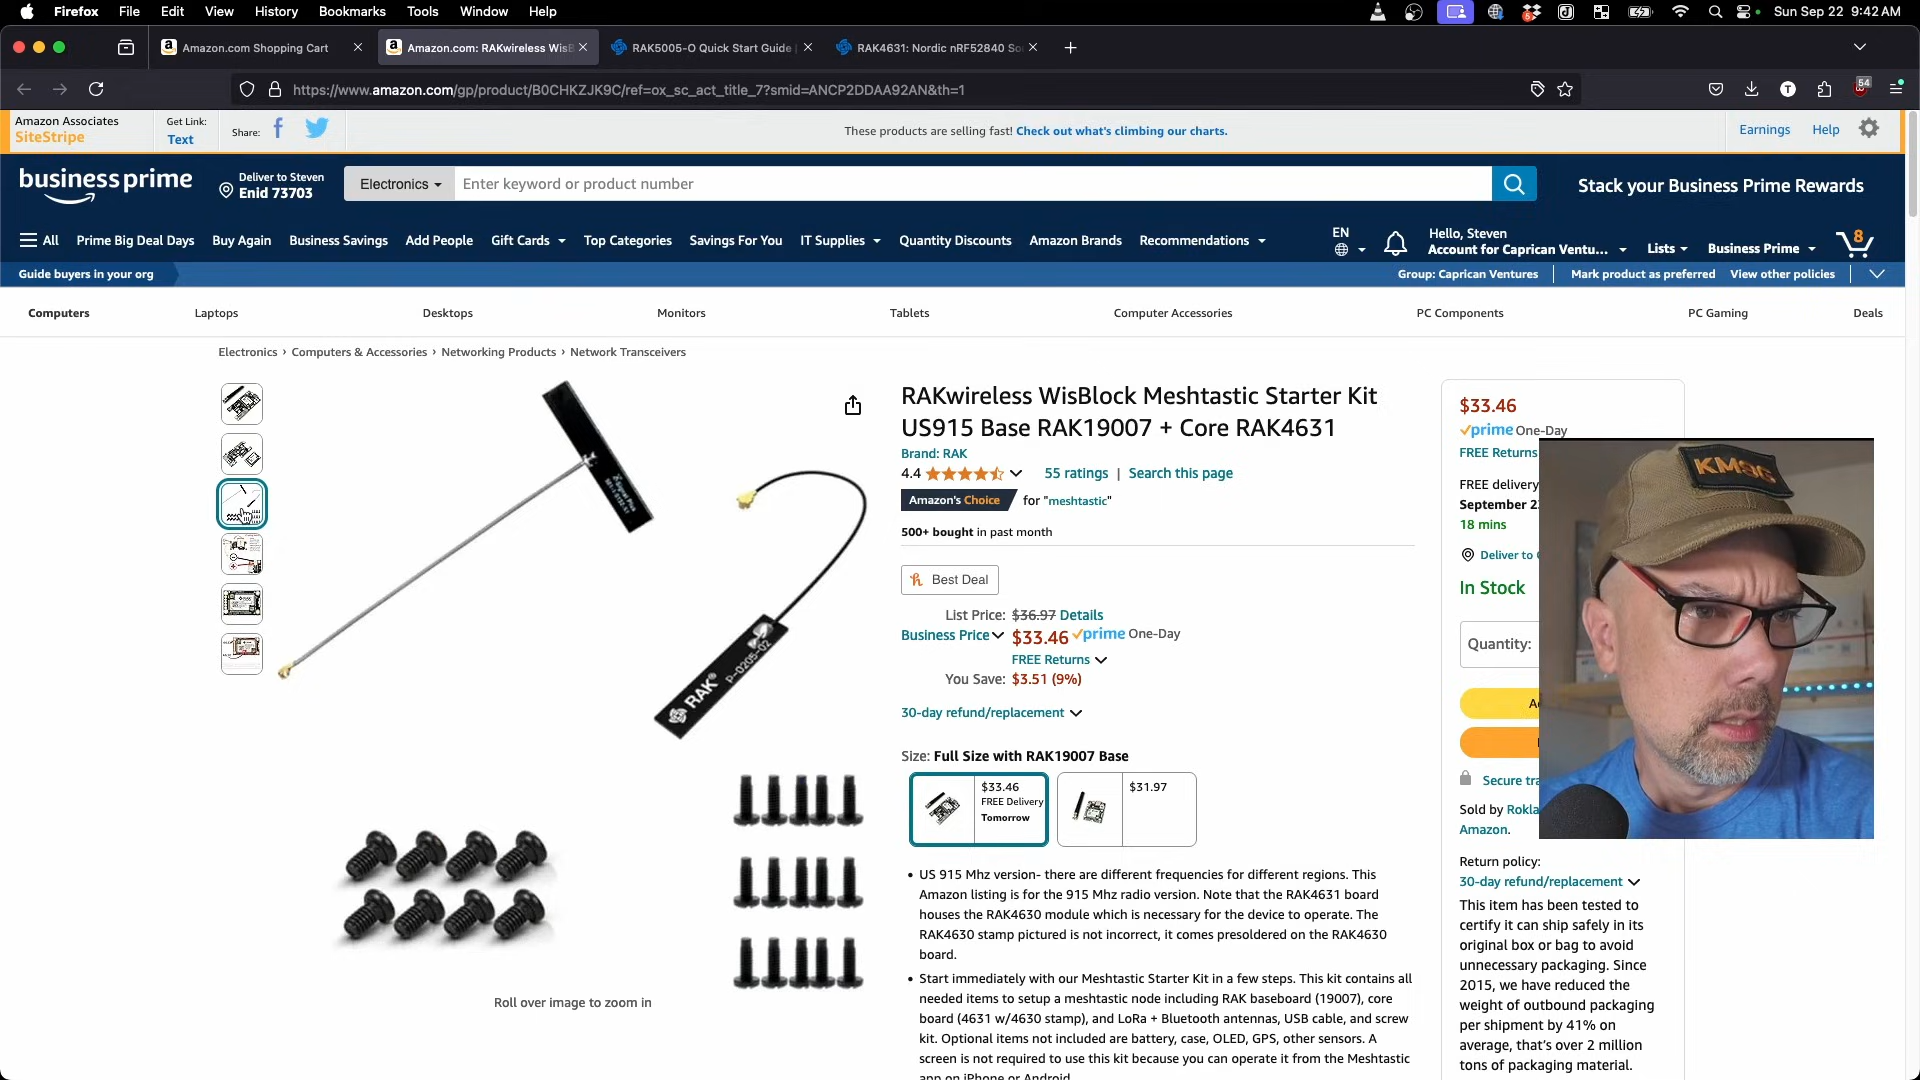 Firefox File Edit View History Bookmarks Tools Window Help
Sun Sep 22 9:42 AM
Amazon.com Shopping Cart
Amazon.com: RAKwireless WisB
RAK5005-O Quick Start Guide |
RAK4631: Nordic nRF52840 So
https://www.amazon.com/gp/product/B0CHKZJK9C/ref=ox_sc_act_title_7?smid=ANCP2DDAA92AN&th=1
54
Amazon Associates
SiteStripe
Get Link:
Text
Share:
These products are selling fast! Check out what's climbing our charts.
Earnings
Help
business prime
Deliver to Steven
Enid 73703
Electronics
Enter keyword or product number
Stack your Business Prime Rewards
All Prime Big Deal Days Buy Again Business Savings Add People Gift Cards Top Categories Savings For You IT Supplies Quantity Discounts Amazon Brands Recommendations
EN
Hello, Steven
Account for Caprican Ventu...
Lists
Business Prime
8
Guide buyers in your org
Group: Caprican Ventures
Mark product as preferred
View other policies
Computers Laptops Desktops Monitors Tablets Computer Accessories PC Components PC Gaming Deals
Electronics › Computers & Accessories › Networking Products › Network Transceivers
RAK®
P-0205-02
Roll over image to zoom in
RAKwireless WisBlock Meshtastic Starter Kit
US915 Base RAK19007 + Core RAK4631
Brand: RAK
4.4
55 ratings | Search this page
Amazon's Choice for "meshtastic"
500+ bought in past month
Best Deal
List Price: $36.97 Details
Business Price $33.46 prime One-Day
FREE Returns
You Save: $3.51 (9%)
30-day refund/replacement
Size: Full Size with RAK19007 Base
$33.46
FREE Delivery
Tomorrow
$31.97
• US 915 Mhz version- there are different frequencies for different regions. This
Amazon listing is for the 915 Mhz radio version. Note that the RAK4631 board
houses the RAK4630 module which is necessary for the device to operate. The
RAK4630 stamp pictured is not incorrect, it comes presoldered on the RAK4630
board.
• Start immediately with our Meshtastic Starter Kit in a few steps. This kit contains all
needed items to setup a meshtastic node including RAK baseboard (19007), core
board (4631 w/4630 stamp), and LoRa + Bluetooth antennas, USB cable, and screw
kit. Optional items not included are battery, case, OLED, GPS, other sensors. A
screen is not required to use this kit because you can operate it from the Meshtastic
app on iPhone or Android.
$33.46
prime One-Day
FREE Returns
FREE delivery
September 2
18 mins
Deliver to
In Stock
Quantity:
Secure tra
Sold by Rokla
Amazon.
Return policy:
30-day refund/replacement
This item has been tested to
certify it can ship safely in its
original box or bag to avoid
unnecessary packaging. Since
2015, we have reduced the
weight of outbound packaging
per shipment by 41% on
average, that's over 2 million
tons of packaging material.